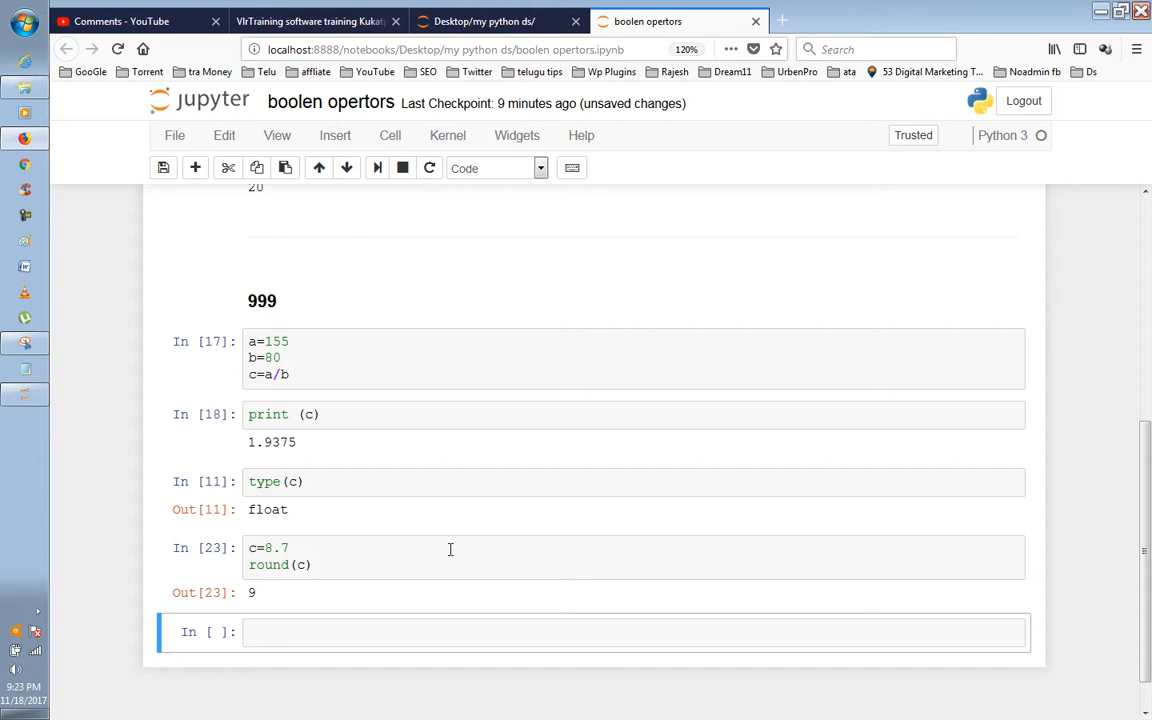 Comments - YouTube
VlrTraining software training Kukatp
Desktop/my python ds/
boolen opertors
localhost:8888/notebooks/Desktop/my python ds/boolen opertors.ipynb
120%
Search
GooGle
Torrent
tra Money
Telu
affliate
YouTube
SEO
Twitter
telugu tips
Wp Plugins
Rajesh
Dream11
UrbenPro
ata
53 Digital Marketing T...
Noadmin fb
Ds
jupyter
boolen opertors Last Checkpoint: 9 minutes ago (unsaved changes)
Logout
File Edit View Insert Cell Kernel Widgets Help
Trusted
Python 3
Code
20
999
In [17]: a=155
b=80
c=a/b
In [18]: print (c)
1.9375
In [11]: type(c)
Out[11]: float
In [23]: c=8.7
round(c)
Out[23]: 9
In [ ]:
9:23 PM
11/18/2017